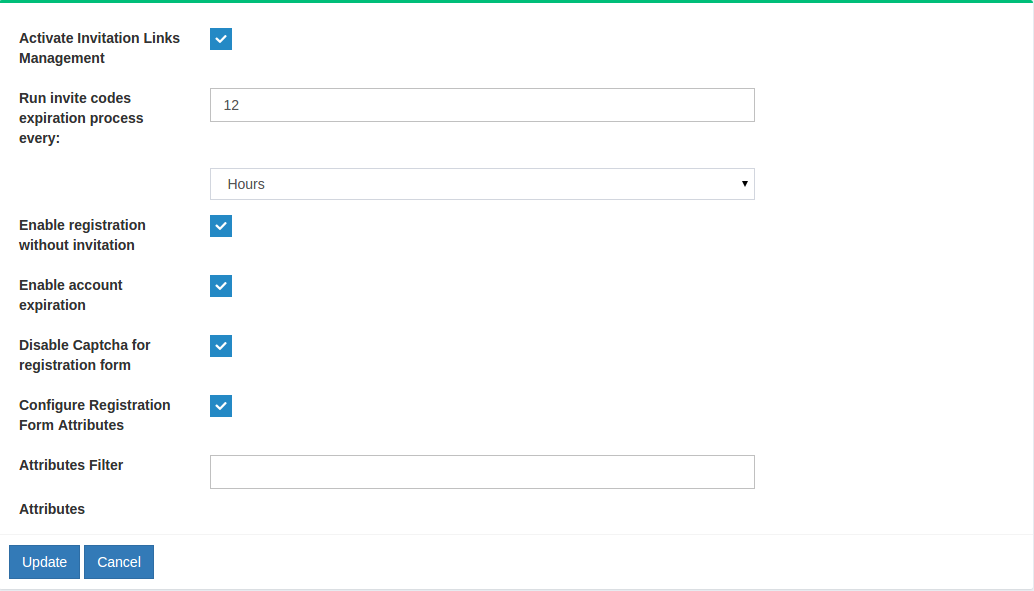 Activate Invitation Links
Management
Run invite codes
expiration process
every:
12
Hours
Enable registration
without invitation
Enable account
expiration
Disable Captcha for
registration form
Configure Registration
Form Attributes
Attributes Filter
Attributes
Update Cancel